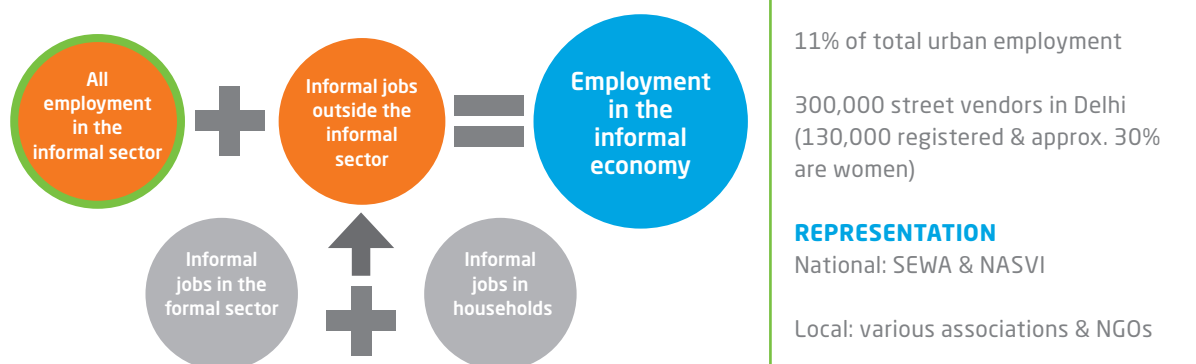 All
employment
in the
informal sector
Informal jobs
outside the
informal
sector
Employment
in the
informal
economy
Informal
jobs in the
formal sector
Informal
jobs in
households
11% of total urban employment
300,000 street vendors in Delhi
(130,000 registered & approx. 30%
are women)
REPRESENTATION
National: SEWA & NASVI
Local: various associations & NGOs